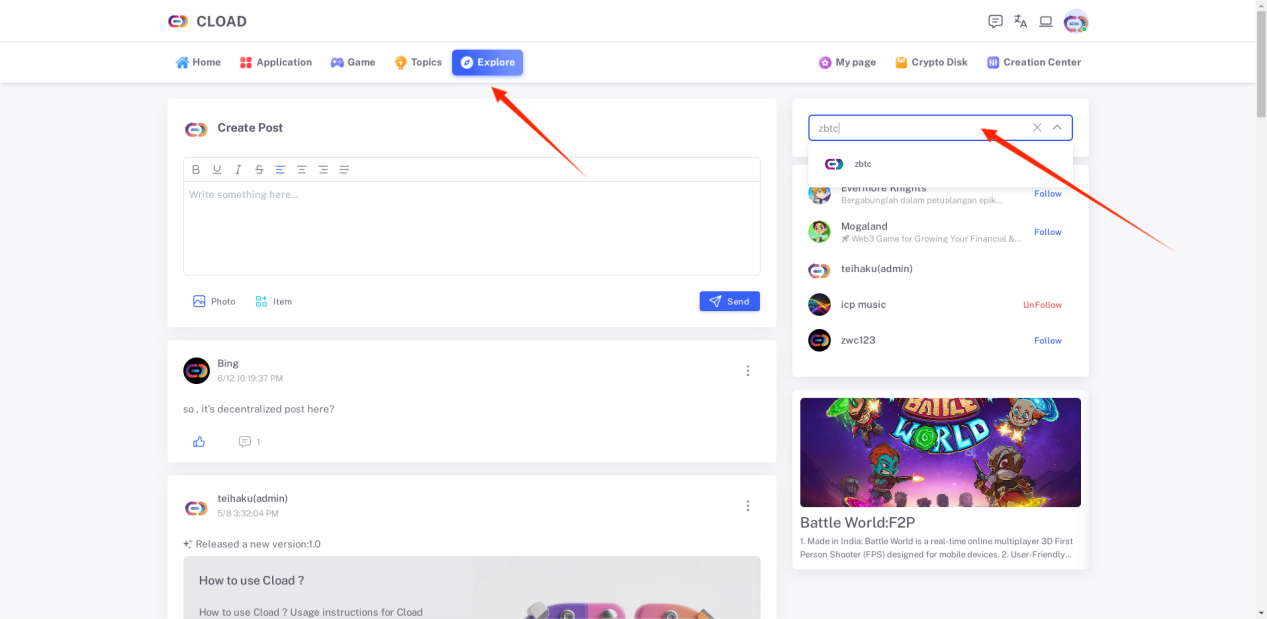 CLOAD
Home
Application
Game
Topics
Explore
My page
Crypto Disk
Creation Center
Create Post
B U I S
Write something here...
Photo
Item
Send
Bing
6/12 10:19:37 PM
so , it's decentralized post here?
1
teihaku(admin)
5/8 3:32:04 PM
Released a new version:1.0
How to use Cload ?
How to use Cload ? Usage instructions for Cload
zbtc
zbtc
Evermore Knights
Bergabunglah dalam petualangan epik...
Follow
Mogaland
🚀 Web3 Game for Growing Your Financial &...
Follow
teihaku(admin)
icp music
UnFollow
zwc123
Follow
BATTLE
WORLD
Battle World:F2P
1. Made in India: Battle World is a real-time online multiplayer 3D First
Person Shooter (FPS) designed for mobile devices. 2. User-Friendly...